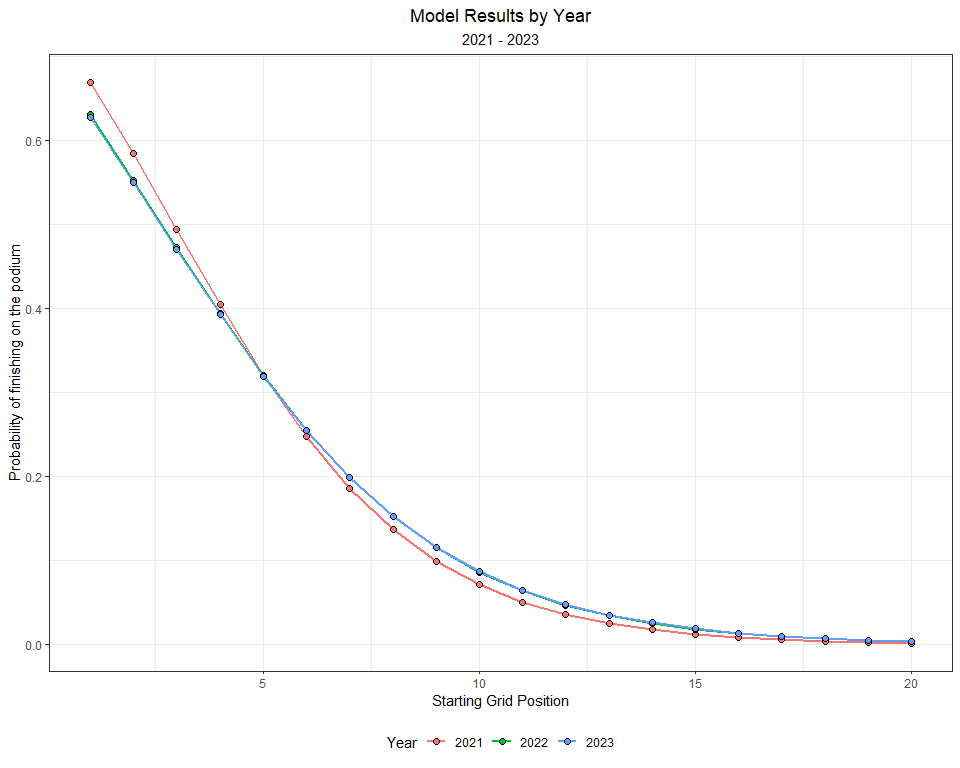 Model Results by Year
2021 - 2023
Probability of finishing on the podium
0.6
0.4
0.2
0.0
5
10
15
20
Starting Grid Position
Year 2021 2022 2023